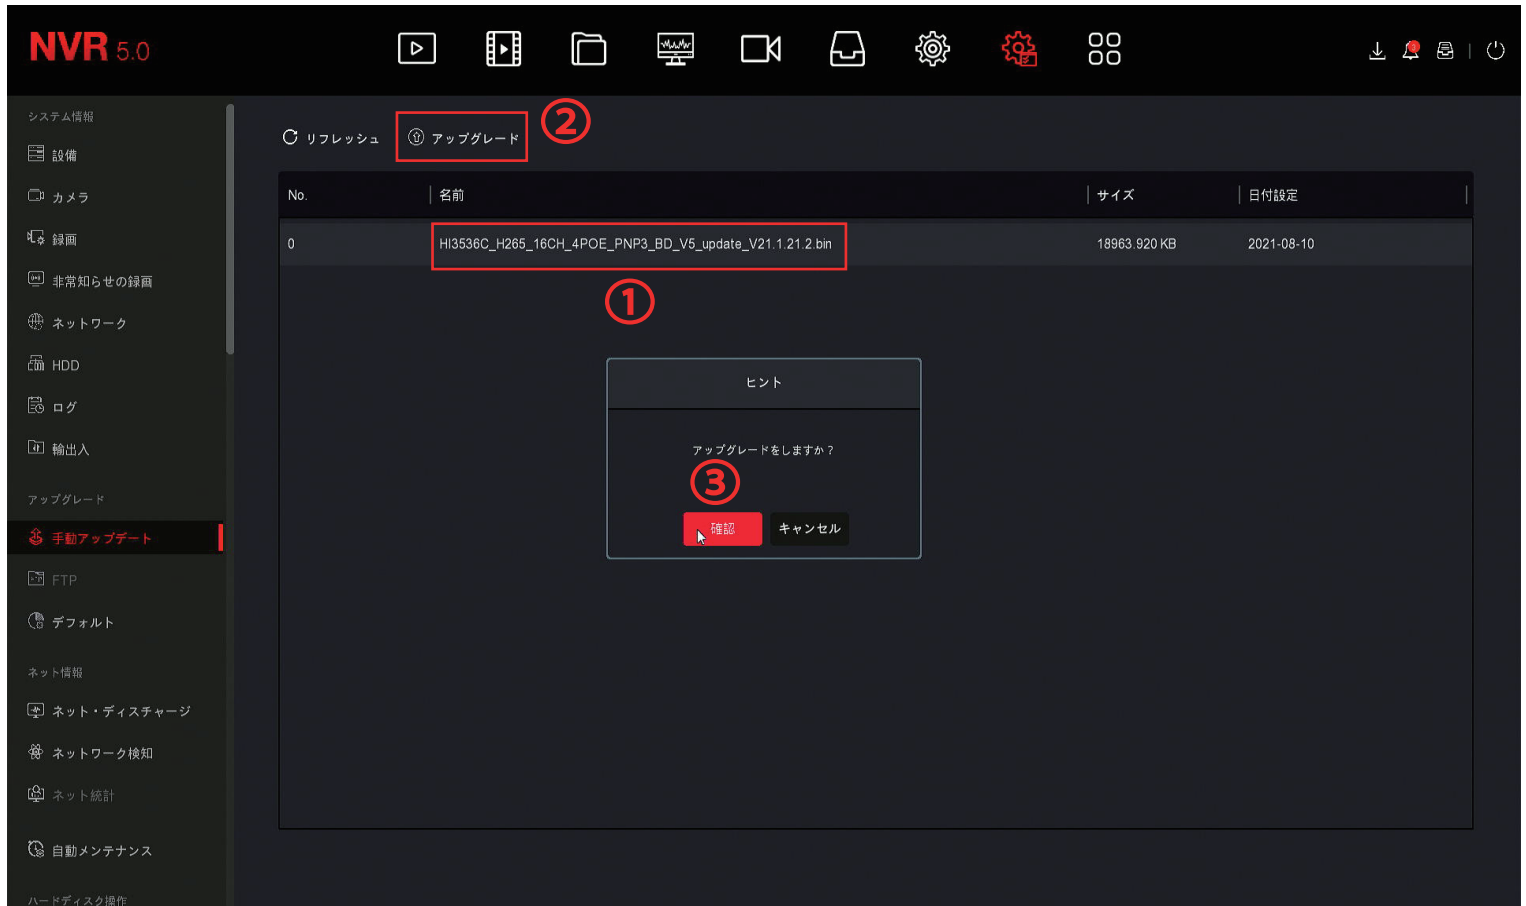 NVR 5.0
システム情報
設備
カメラ
録画
非常知らせの録画
ネットワーク
HDD
ログ
輸出入
アップグレード
手動アップデート
FTP
デフォルト
ネット情報
ネット・ディスチャージ
ネットワーク検知
ネット統計
自動メンテナンス
ハードディスク操作
リフレッシュ アップグレード ②
No. 名前 サイズ 日付設定
0 HI3536C_H265_16CH_4POE_PNP3_BD_V5_update_V21.1.21.2.bin 18963.920 KB 2021-08-10
①
ヒント
アップグレードをしますか？
③
確認 キャンセル